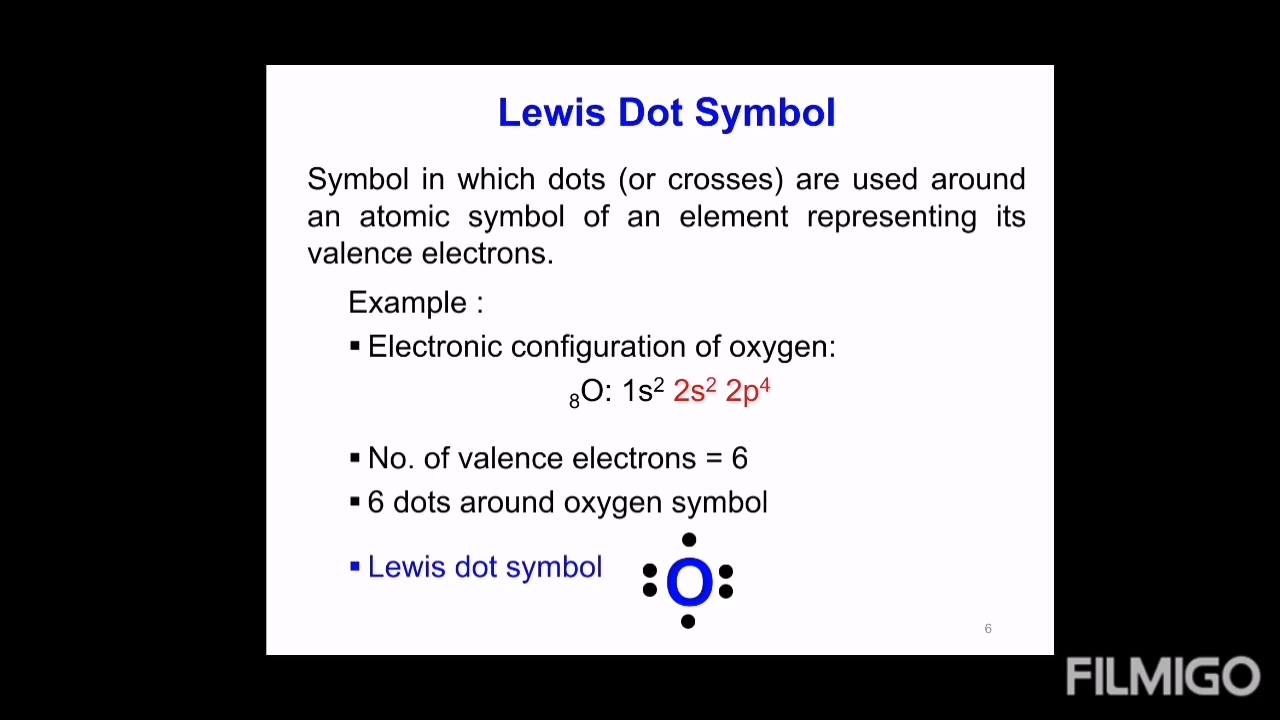 Lewis Dot Symbol
Symbol in which dots (or crosses) are used around
an atomic symbol of an element representing its
valence electrons.
Example :
▪ Electronic configuration of oxygen:
₈O: 1s² 2s² 2p⁴
▪ No. of valence electrons = 6
▪ 6 dots around oxygen symbol
▪ Lewis dot symbol
O
6
FILMIGO